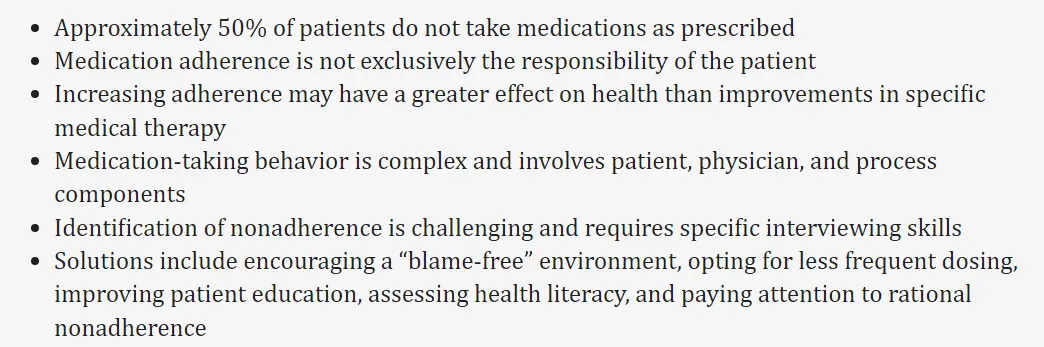 • Approximately 50% of patients do not take medications as prescribed
• Medication adherence is not exclusively the responsibility of the patient
• Increasing adherence may have a greater effect on health than improvements in specific
medical therapy
• Medication-taking behavior is complex and involves patient, physician, and process
components
• Identification of nonadherence is challenging and requires specific interviewing skills
• Solutions include encouraging a “blame-free” environment, opting for less frequent dosing,
improving patient education, assessing health literacy, and paying attention to rational
nonadherence